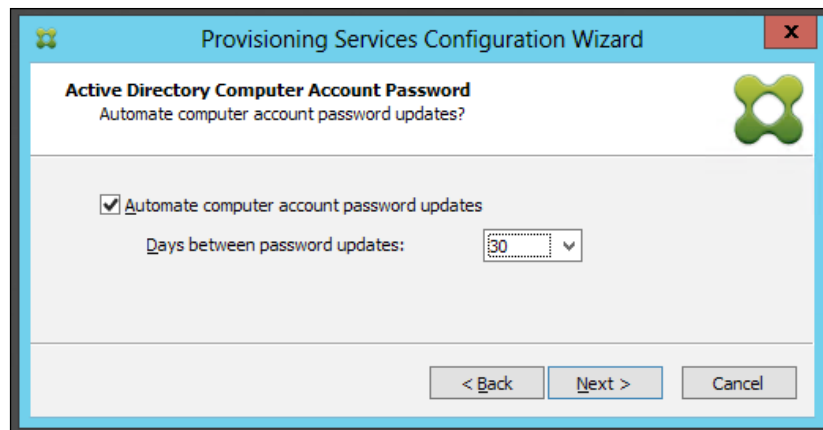 Provisioning Services Configuration Wizard
x
Active Directory Computer Account Password
Automate computer account password updates?
Automate computer account password updates
Days between password updates: 30
< Back Next > Cancel